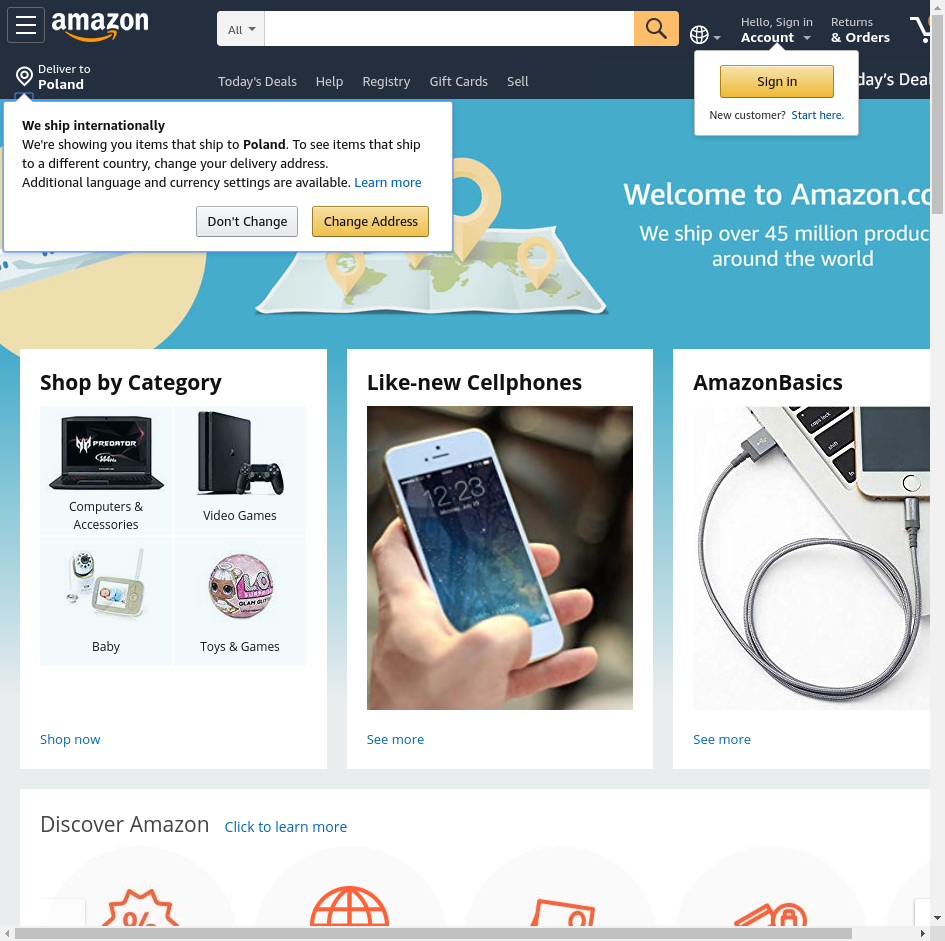 amazon
All
Hello, Sign in
Account
Returns
& Orders
Deliver to
Poland
Today's Deals
Help
Registry
Gift Cards
Sell
Sign in
New customer? Start here.
We ship internationally
We're showing you items that ship to Poland. To see items that ship
to a different country, change your delivery address.
Additional language and currency settings are available. Learn more
Don't Change
Change Address
Welcome to Amazon.co
We ship over 45 million produc
around the world
Shop by Category
PREDATOR
Computers &
Accessories
Video Games
Baby
Toys & Games
Shop now
Like-new Cellphones
12:23
See more
AmazonBasics
caps lock
shift
See more
Discover Amazon
Click to learn more
%